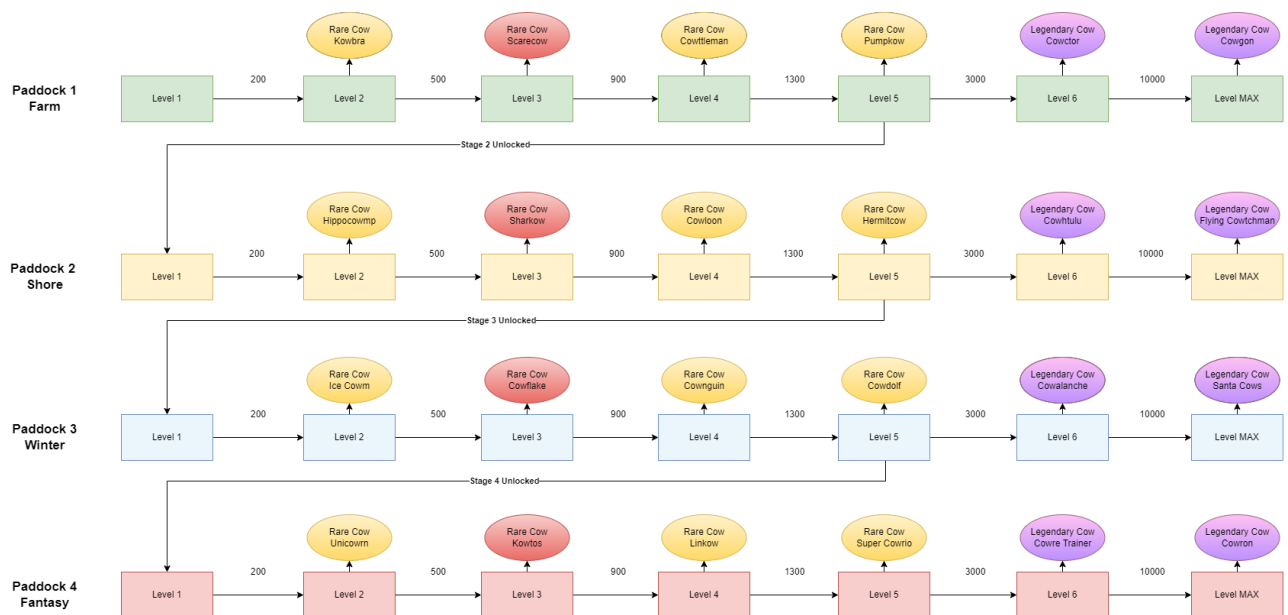 Rare Cow
Kowbra
Rare Cow
Scarecow
Rare Cow
Cowttleman
Rare Cow
Pumpkow
Legendary Cow
Cowctor
Legendary Cow
Cowgon
Paddock 1
Farm
Level 1
200
Level 2
500
Level 3
900
Level 4
1300
Level 5
3000
Level 6
10000
Level MAX
Stage 2 Unlocked
Rare Cow
Hippocowmp
Rare Cow
Sharkow
Rare Cow
Cowloon
Rare Cow
Hermitcow
Legendary Cow
Cowhtulu
Legendary Cow
Flying Cowtchman
Paddock 2
Shore
Level 1
200
Level 2
500
Level 3
900
Level 4
1300
Level 5
3000
Level 6
10000
Level MAX
Stage 3 Unlocked
Rare Cow
Ice Cowm
Rare Cow
Cowflake
Rare Cow
Cownguin
Rare Cow
Cowdolf
Legendary Cow
Cowalanche
Legendary Cow
Santa Cows
Paddock 3
Winter
Level 1
200
Level 2
500
Level 3
900
Level 4
1300
Level 5
3000
Level 6
10000
Level MAX
Stage 4 Unlocked
Rare Cow
Unicowrn
Rare Cow
Kowtos
Rare Cow
Linkow
Rare Cow
Super Cowrio
Legendary Cow
Cowre Trainer
Legendary Cow
Cowron
Paddock 4
Fantasy
Level 1
200
Level 2
500
Level 3
900
Level 4
1300
Level 5
3000
Level 6
10000
Level MAX